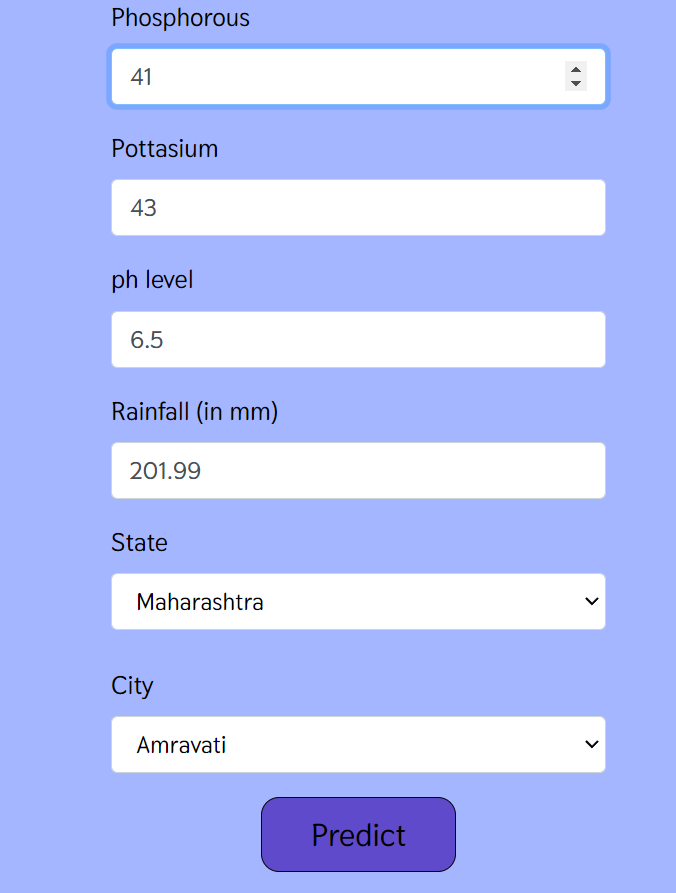 Phosphorous
41
Pottasium
43
ph level
6.5
Rainfall (in mm)
201.99
State
Maharashtra
City
Amravati
Predict